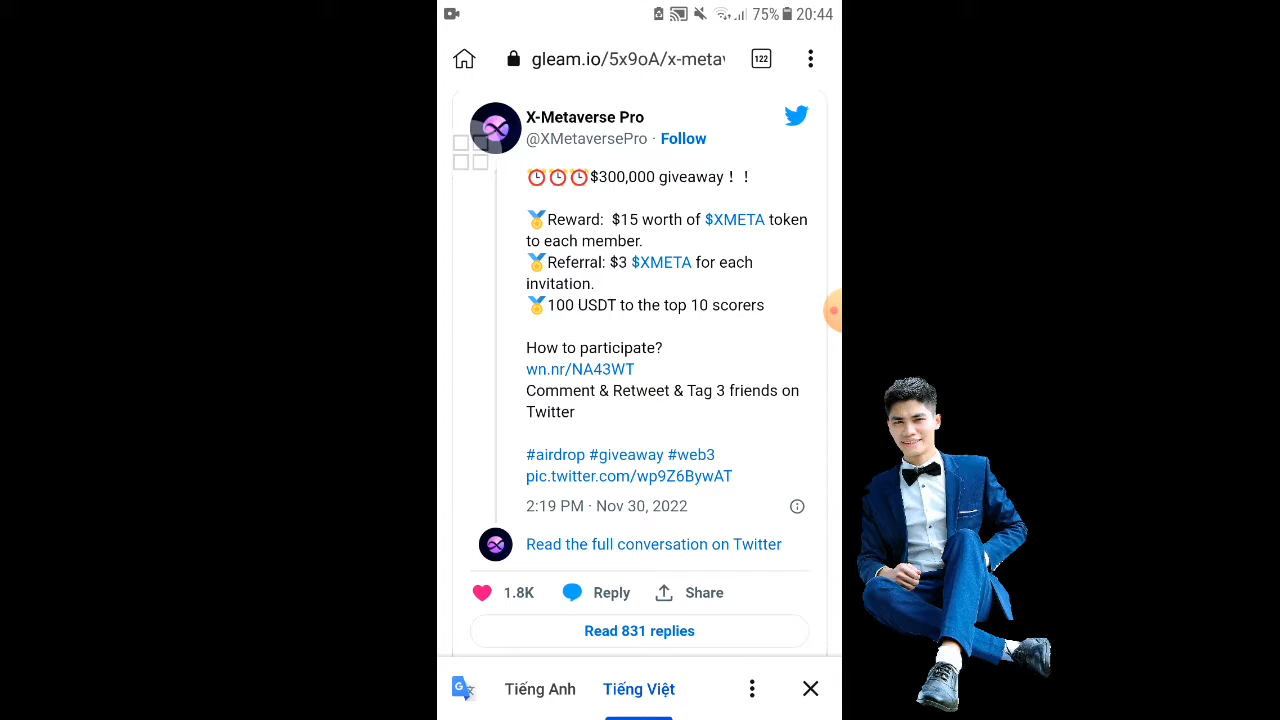 75% 20:44
gleam.io/5x9oA/x-meta
122
X-Metaverse Pro
@XMetaversePro · Follow
$300,000 giveaway！！
Reward: $15 worth of $XMETA token
to each member.
Referral: $3 $XMETA for each
invitation.
100 USDT to the top 10 scorers
How to participate?
wn.nr/NA43WT
Comment & Retweet & Tag 3 friends on
Twitter
#airdrop #giveaway #web3
pic.twitter.com/wp9Z6BywAT
2:19 PM · Nov 30, 2022
Read the full conversation on Twitter
1.8K Reply Share
Read 831 replies
Tiếng Anh Tiếng Việt